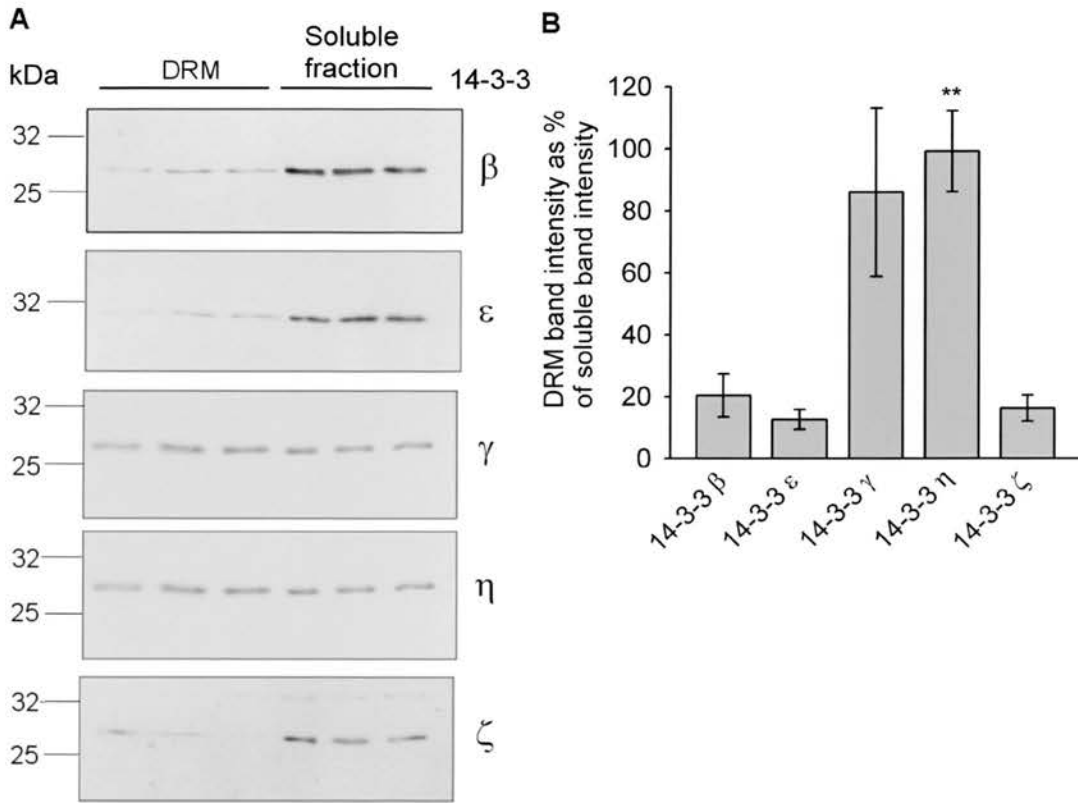 A
kDa
DRM
Soluble
fraction
14-3-3
32
25
β
32
ε
32
25
γ
32
25
η
32
25
ζ
B
DRM band intensity as %
of soluble band intensity
120
100
80
60
40
20
0
**
14-3-3 β
14-3-3 ε
14-3-3 γ
14-3-3 η
14-3-3 ζ